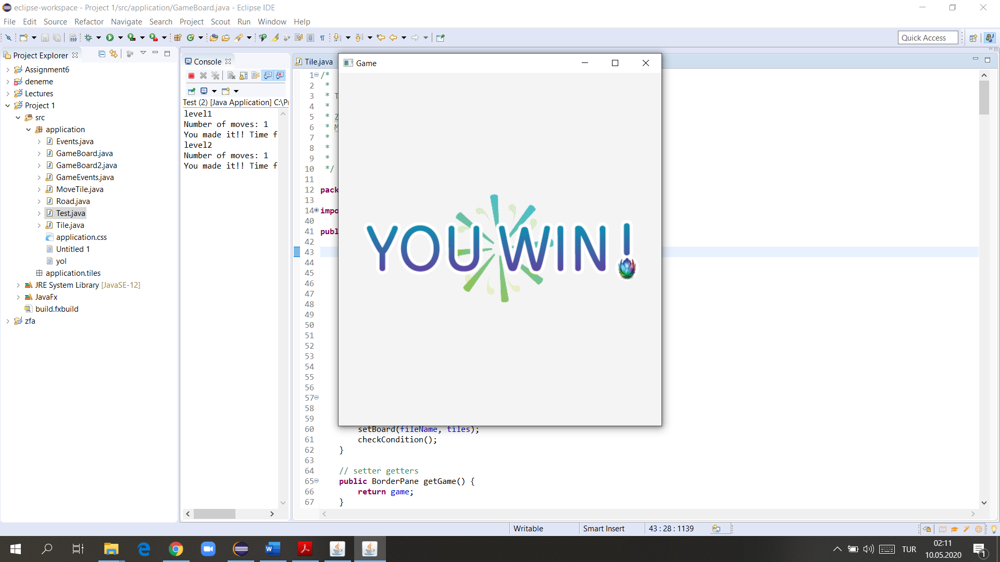 eclipse-workspace - Project 1/src/application/GameBoard.java - Eclipse IDE
File Edit Source Refactor Navigate Search Project Scout Run Window Help
Quick Access
Project Explorer
Assignment6
deneme
Lectures
Project 1
src
application
Events.java
GameBoard.java
GameBoard2.java
GameEvents.java
MoveTile.java
Road.java
Test.java
Tile.java
application.css
Untitled 1
yol
application.tiles
JRE System Library [JavaSE-12]
JavaFx
build.fxbuild
zfa
Console
Test (2) [Java Application] C:\Pr
level1
Number of moves: 1
You made it!! Time f
level2
Number of moves: 1
You made it!! Time f
Tile.java
1 /*
2 *
3 * T
4 *
5 * Z
6 * M
7 *
8 *
9 *
10 */
11
12 pack
13
14 impo
40
41 publ
42
43
44
45
46
47
48
49
50
51
52
53
54
55
56
57
58
59
60 setBoard(fileName, tiles);
61 checkCondition();
62 }
63
64 // setter getters
65 public BorderPane getGame() {
66 return game;
67 }
Game
YOU WIN!
Writable Smart Insert 43 : 28 : 1139
TUR
02:11
10.05.2020
1